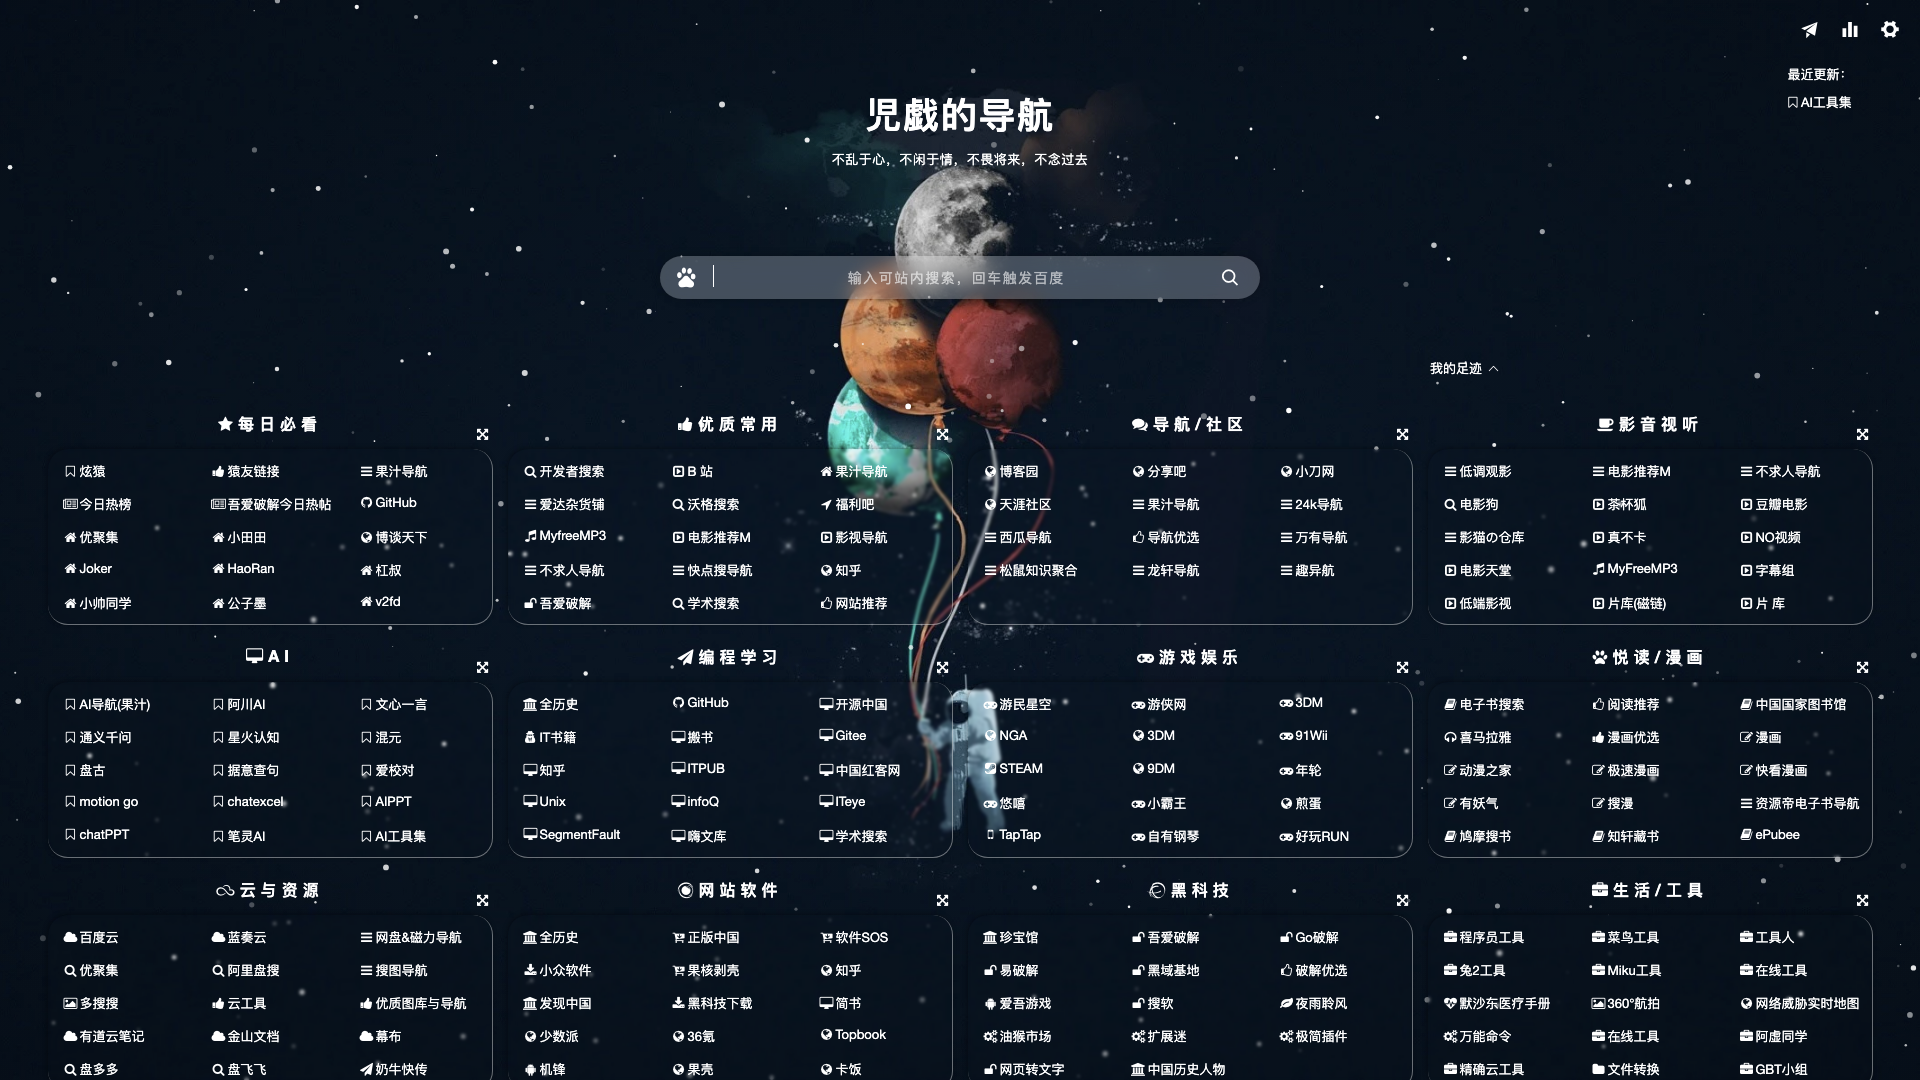 最近更新：
AI工具集
児戯的导航
不乱于心，不闲于情，不畏将来，不念过去
输入可站内搜索，回车触发百度
我的足迹
每日必看
炫猿 猿友链接 果汁导航
今日热榜 吾爱破解今日热帖 GitHub
优聚集 小田田 博谈天下
Joker HaoRan 杠叔
小帅同学 公子墨 v2fd
优质常用
开发者搜索 B 站 果汁导航
爱达杂货铺 沃格搜索 福利吧
MyfreeMP3 电影推荐M 影视导航
不求人导航 快点搜导航 知乎
吾爱破解 学术搜索 网站推荐
导航/社区
博客园 分享吧 小刀网
天涯社区 果汁导航 24k导航
西瓜导航 导航优选 万有导航
松鼠知识聚合 龙轩导航 趣导航
影音视听
低调观影 电影推荐M 不求人导航
电影狗 茶杯狐 豆瓣电影
影猫の仓库 真不卡 NO视频
电影天堂 MyFreeMP3 字幕组
低端影视 片库(磁链) 片 库
AI
AI导航(果汁) 阿川AI 文心一言
通义千问 星火认知 混元
盘古 据意查句 爱校对
motion go chatexcel AIPPT
chatPPT 笔灵AI AI工具集
编程学习
全历史 GitHub 开源中国
IT书籍 搬书 Gitee
知乎 ITPUB 中国红客网
Unix infoQ ITeye
SegmentFault 嗨文库 学术搜索
游戏娱乐
游民星空 游侠网 3DM
NGA 3DM 91Wii
STEAM 9DM 年轮
悠嘻 小霸王 煎蛋
TapTap 自有钢琴 好玩RUN
悦读/漫画
电子书搜索 阅读推荐 中国国家图书馆
喜马拉雅 漫画优选 漫画
动漫之家 极速漫画 快看漫画
有妖气 搜漫 资源帝电子书导航
鸠摩搜书 知轩藏书 ePubee
云与资源
百度云 蓝奏云 网盘&磁力导航
优聚集 阿里盘搜 搜图导航
多搜搜 云工具 优质图库与导航
有道云笔记 金山文档 幕布
盘多多 盘飞飞 奶牛快传
网站软件
全历史 正版中国 软件SOS
小众软件 果核剥壳 知乎
发现中国 黑科技下载 简书
少数派 36氪 Topbook
机锋 果壳 卡饭
黑科技
珍宝馆 吾爱破解 Go破解
易破解 黑域基地 破解优选
爱吾游戏 搜软 夜雨聆风
油猴市场 扩展迷 极简插件
网页转文字 中国历史人物
生活/工具
程序员工具 菜鸟工具 工具人
兔2工具 Miku工具 在线工具
默沙东医疗手册 360°航拍 网络威胁实时地图
万能命令 在线工具 阿虚同学
精确云工具 文件转换 GBT小组